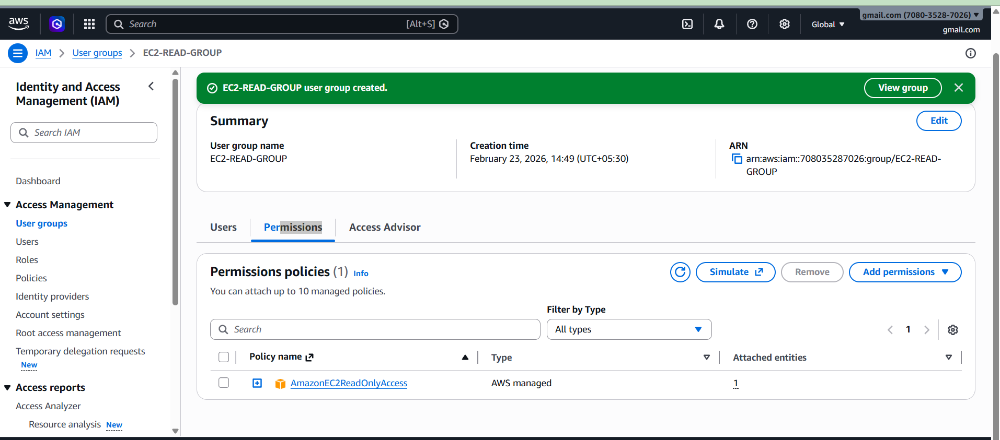 aws
Search
[Alt+S]
Global
gmail.com (7080-3528-7026)
gmail.com
IAM
User groups
EC2-READ-GROUP
Identity and Access
Management (IAM)
Search IAM
Dashboard
Access Management
User groups
Users
Roles
Policies
Identity providers
Account settings
Root access management
Temporary delegation requests
New
Access reports
Access Analyzer
Resource analysis New
EC2-READ-GROUP user group created.
View group
Summary
Edit
User group name
EC2-READ-GROUP
Creation time
February 23, 2026, 14:49 (UTC+05:30)
ARN
arn:aws:iam::708035287026:group/EC2-READ-
GROUP
Users
Permissions
Access Advisor
Permissions policies (1) Info
You can attach up to 10 managed policies.
Simulate
Remove
Add permissions
Filter by Type
Search
All types
1
Policy name
Type
Attached entities
AmazonEC2ReadOnlyAccess
AWS managed
1